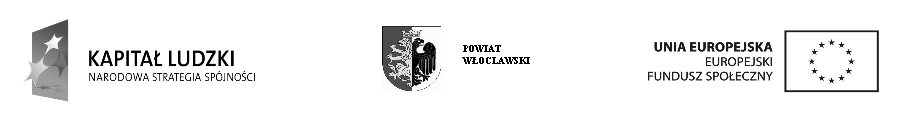 KAPITAŁ LUDZKI
NARODOWA STRATEGIA SPÓJNOŚCI
POWIAT
WŁOCŁAWSKI
UNIA EUROPEJSKA
EUROPEJSKI
FUNDUSZ SPOŁECZNY